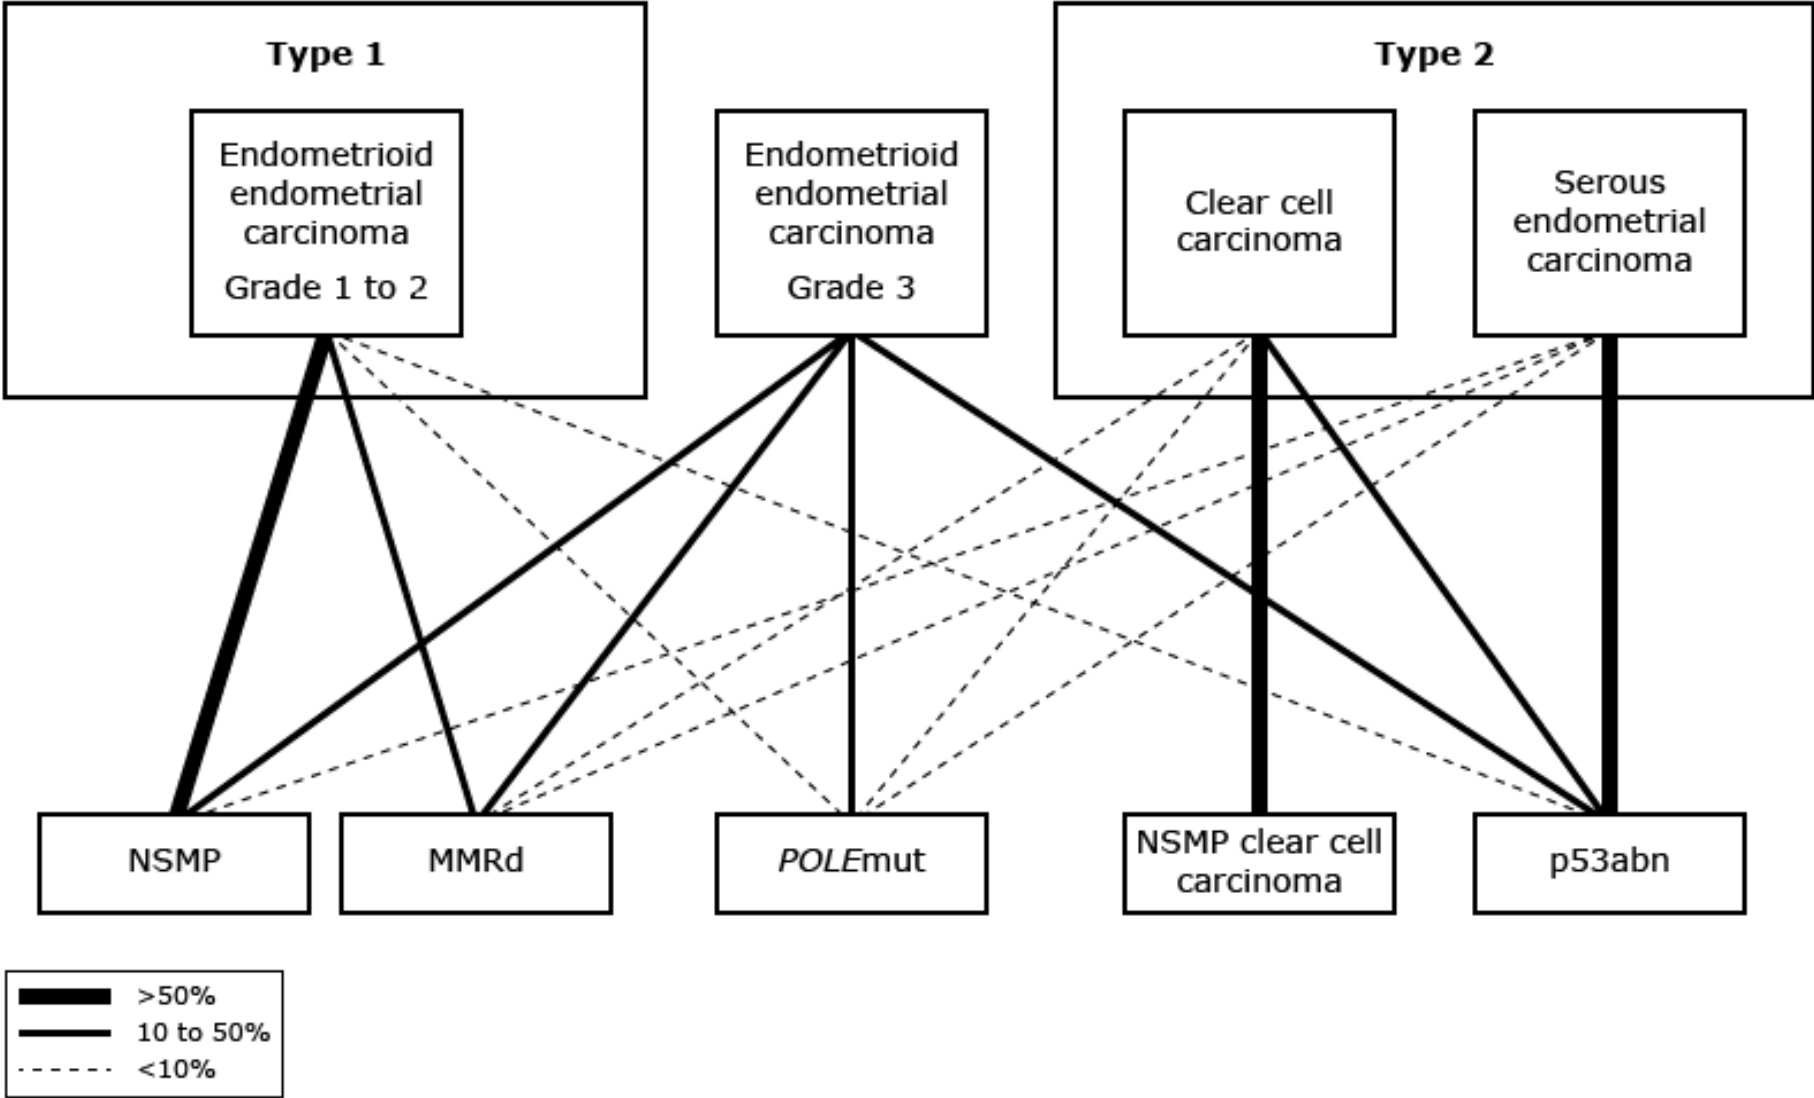 Type 1
Type 2
Endometrioid
endometrial
carcinoma
Grade 1 to 2
Endometrioid
endometrial
carcinoma
Grade 3
Clear cell
carcinoma
Serous
endometrial
carcinoma
NSMP
MMRd
POLEmut
NSMP clear cell
carcinoma
p53abn
>50%
10 to 50%
<10%